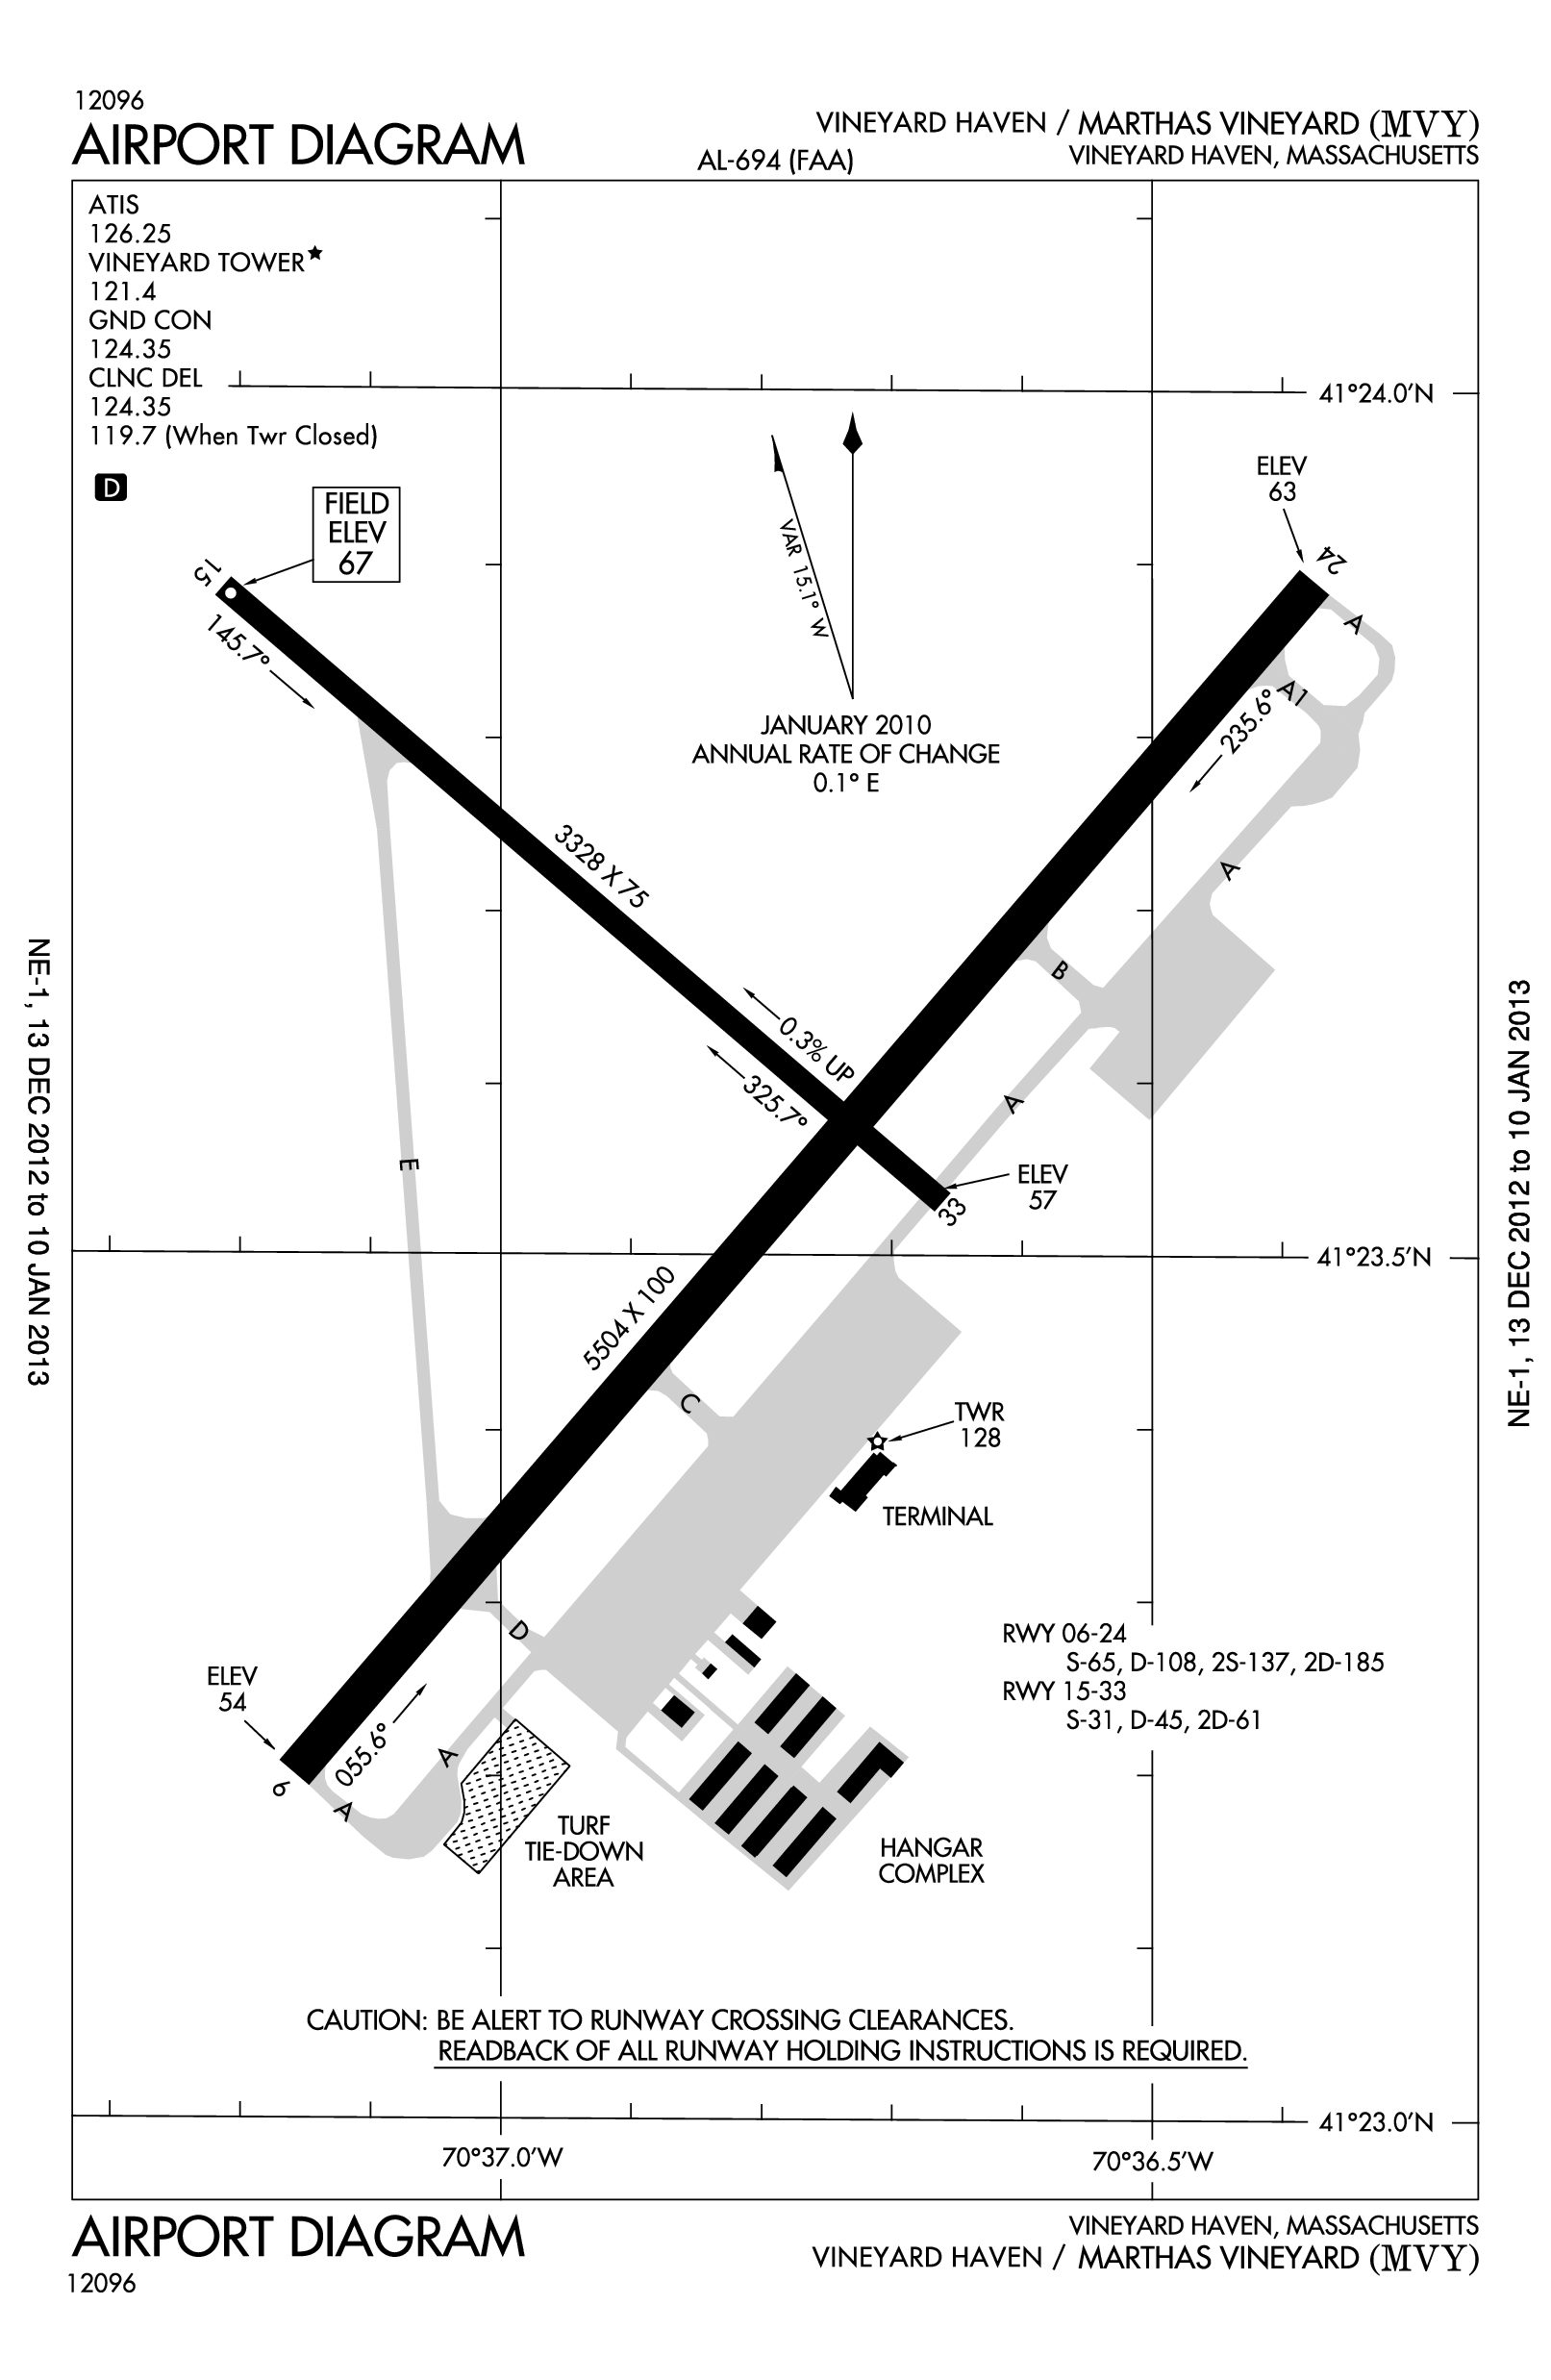 12096
AIRPORT DIAGRAM
AL-694 (FAA)
VINEYARD HAVEN / MARTHAS VINEYARD (MVY)
VINEYARD HAVEN, MASSACHUSETTS
ATIS
126.25
VINEYARD TOWER★
121.4
GND CON
124.35
CLNC DEL
124.35
119.7 (When Twr Closed)
D
41°24.0'N
FIELD
ELEV
67
ELEV
63
15
24
145.7°
VAR 15.1° W
JANUARY 2010
ANNUAL RATE OF CHANGE
0.1° E
A
A1
235.6°
3328 X 75
A
B
0.3% UP
325.7°
A
E
ELEV
57
33
41°23.5'N
5504 X 100
C
TWR
128
TERMINAL
D
RWY 06-24
S-65, D-108, 2S-137, 2D-185
RWY 15-33
S-31, D-45, 2D-61
ELEV
54
055.6°
6
A
A
TURF
TIE-DOWN
AREA
HANGAR
COMPLEX
CAUTION: BE ALERT TO RUNWAY CROSSING CLEARANCES.
READBACK OF ALL RUNWAY HOLDING INSTRUCTIONS IS REQUIRED.
41°23.0'N
70°37.0'W
70°36.5'W
NE-1, 13 DEC 2012 to 10 JAN 2013
NE-1, 13 DEC 2012 to 10 JAN 2013
AIRPORT DIAGRAM
12096
VINEYARD HAVEN, MASSACHUSETTS
VINEYARD HAVEN / MARTHAS VINEYARD (MVY)